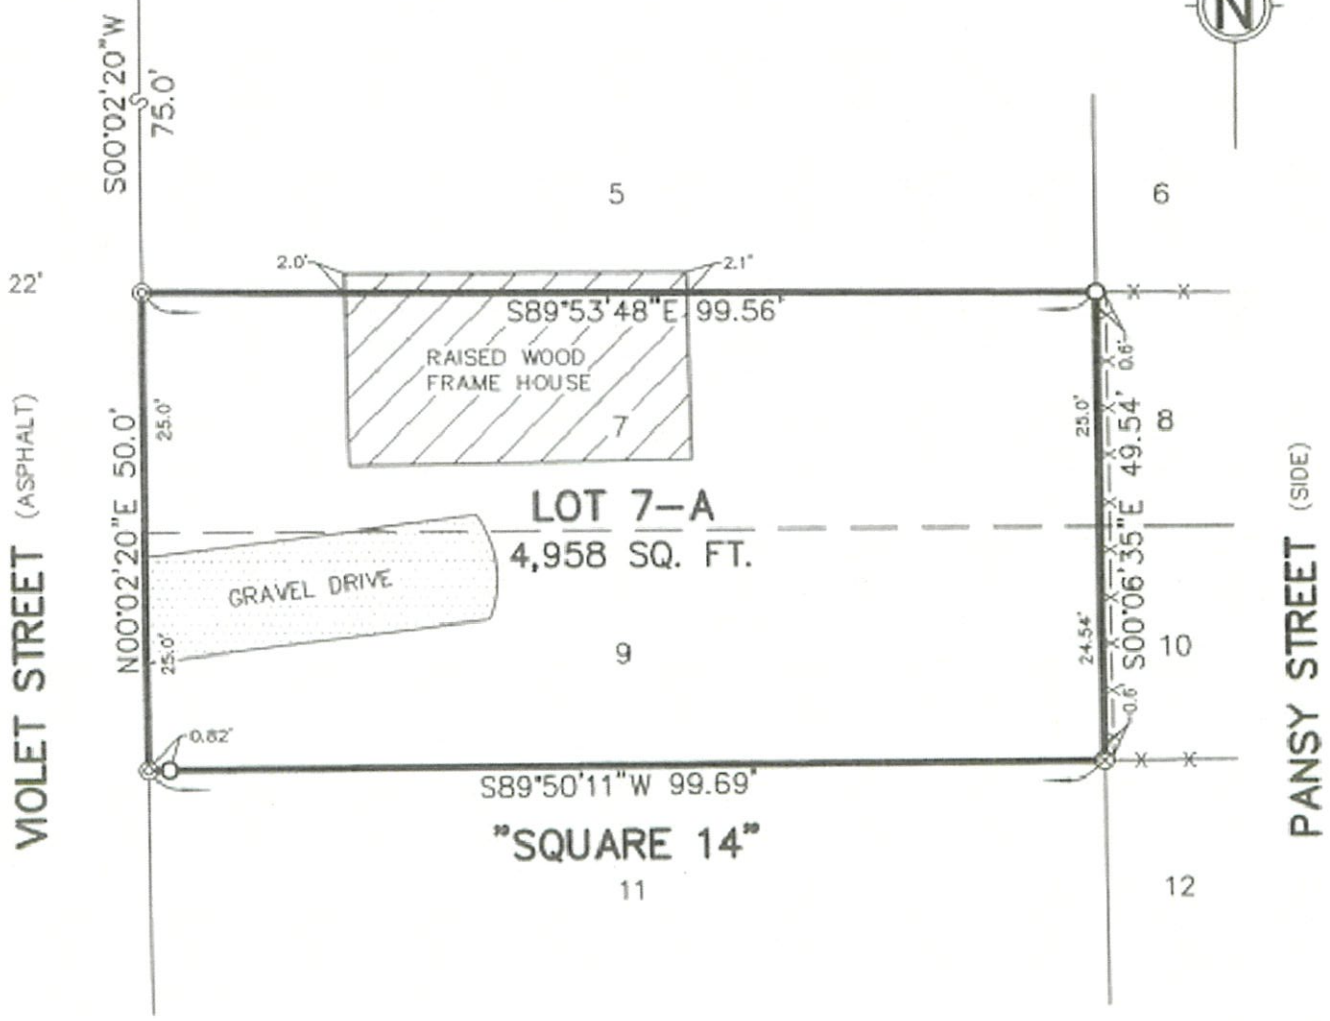 N
S00°02'20"W
75.0'
5
6
2.0'
2.1'
22'
S89°53'48"E 99.56'
RAISED WOOD
FRAME HOUSE
7
0.6'
25.0'
25.0'
8
N00°02'20"E 50.0'
S00°06'35"E 49.54'
VIOLET STREET (ASPHALT)
PANSY STREET (SIDE)
LOT 7-A
4,958 SQ. FT.
GRAVEL DRIVE
25.0'
24.54'
9
10
0.6'
0.82'
S89°50'11"W 99.69'
"SQUARE 14"
11
12